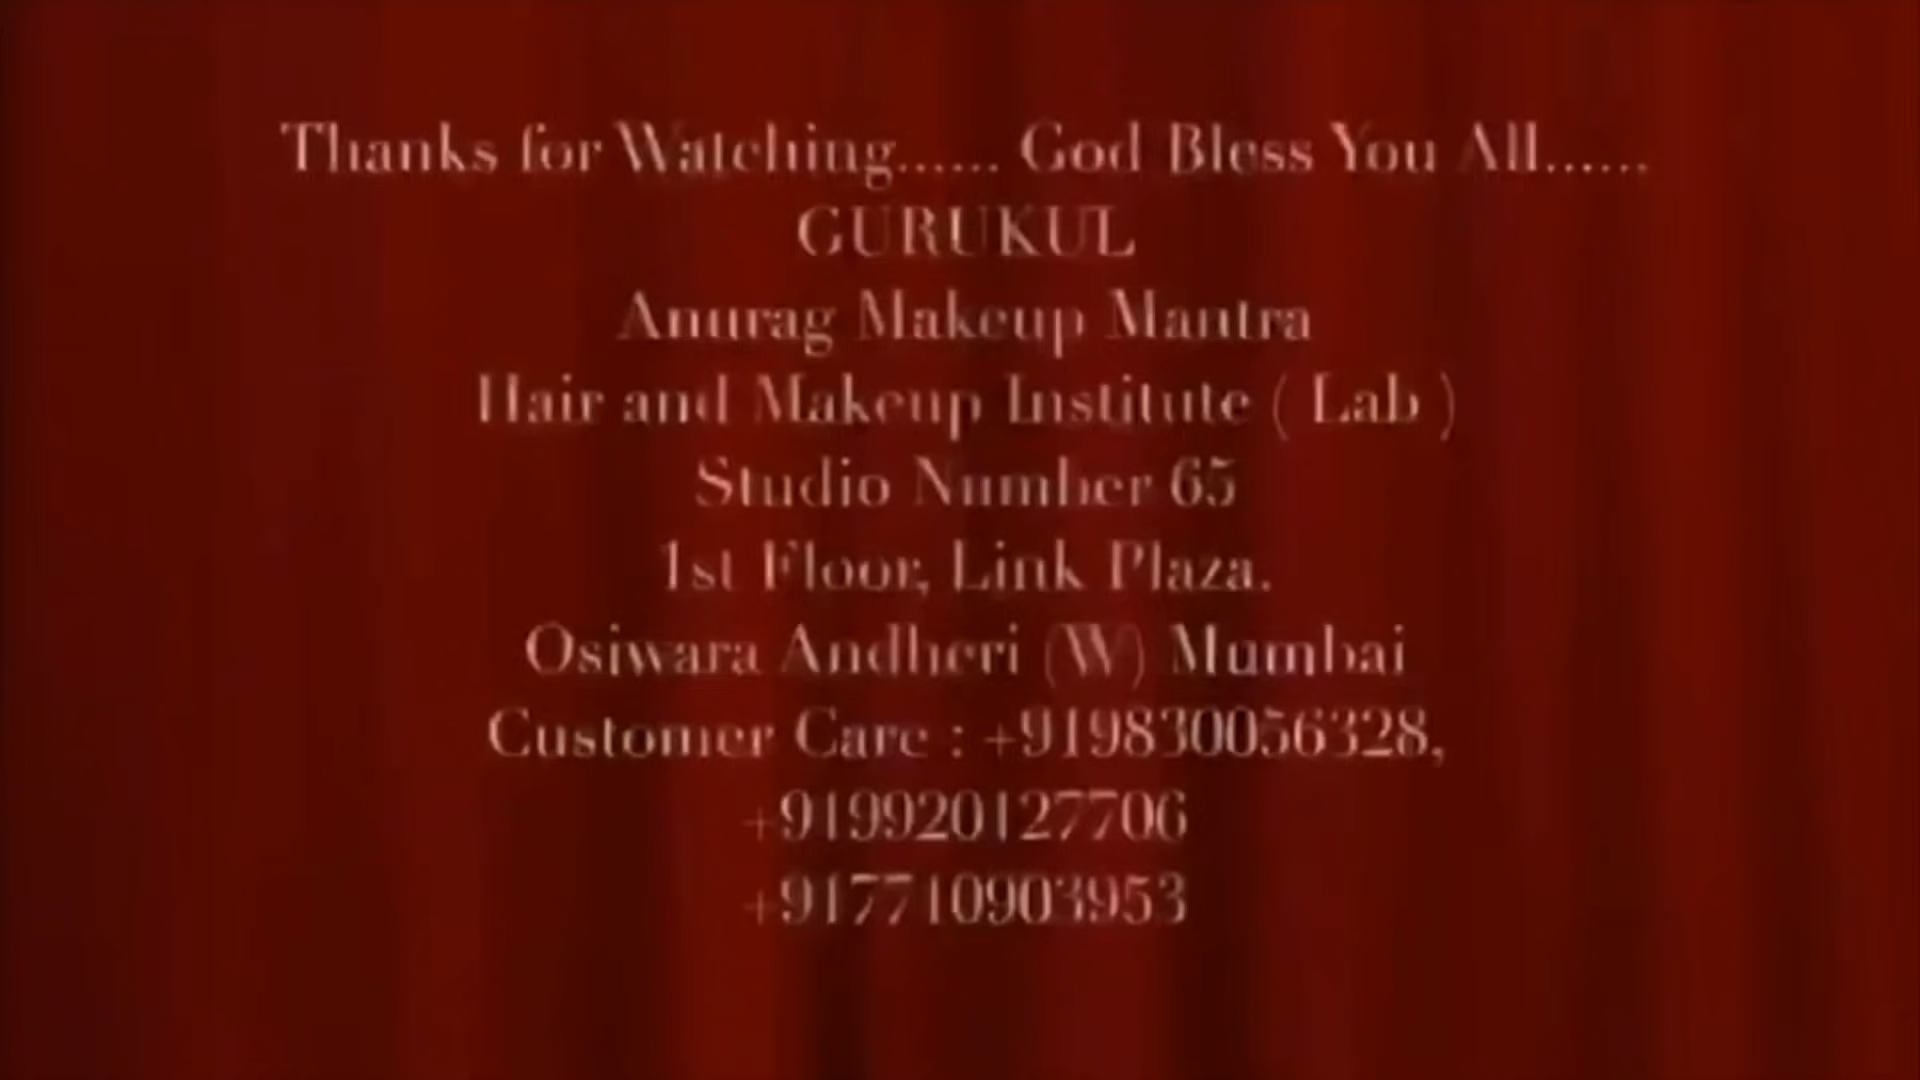 Thanks for Watching...... God Bless You All......
GURUKUL
Anurag Makeup Mantra
Hair and Makeup Institute ( Lab )
Studio Number 65
1st Floor, Link Plaza.
Osiwara Andheri (W) Mumbai
Customer Care : +919830056328,
+919920127706
+917710903953